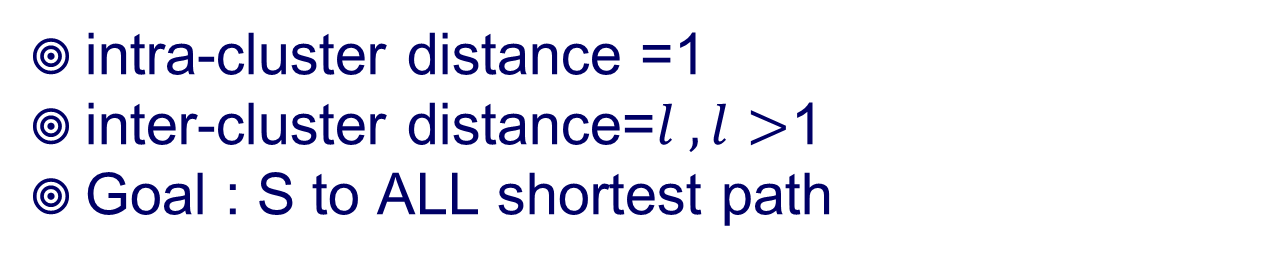 ◎ intra-cluster distance =1
◎ inter-cluster distance=l , l >1
◎ Goal : S to ALL shortest path